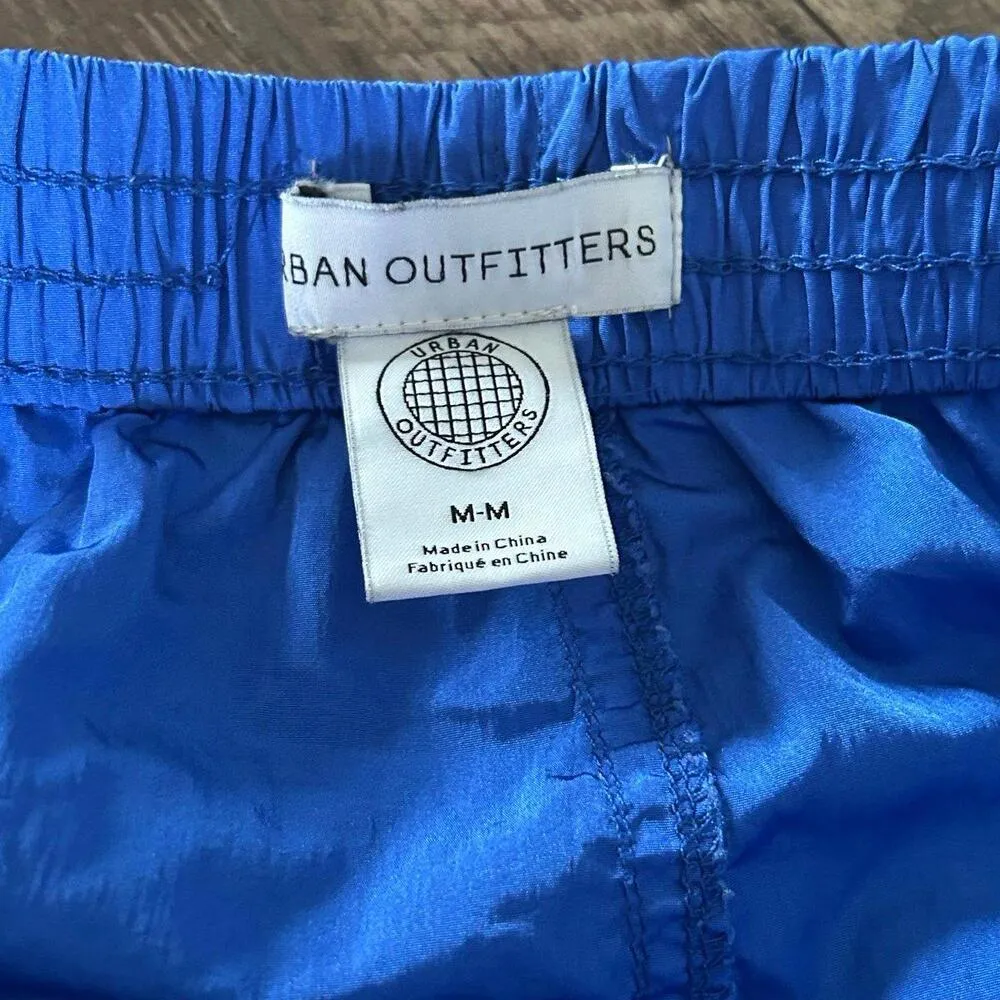 RBAN OUTFITTERS
URBAN
OUTFITTERS
M-M
Made in China
Fabriqué en Chine